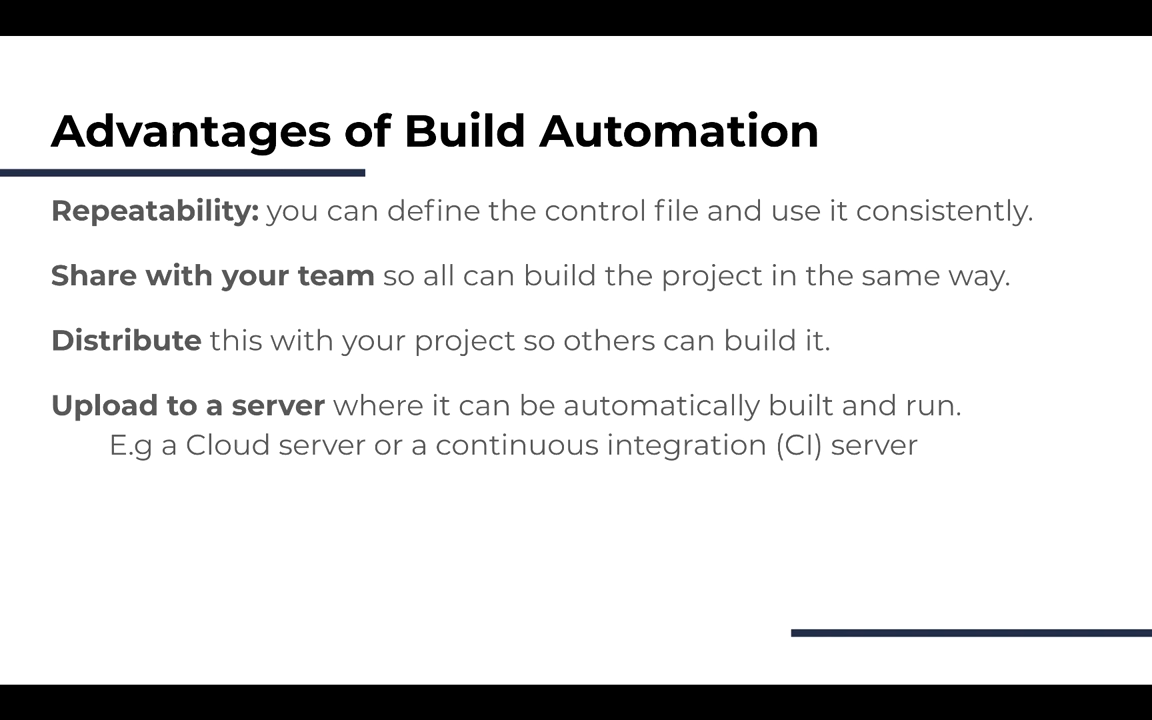 Advantages of Build Automation
Repeatability: you can define the control file and use it consistently.
Share with your team so all can build the project in the same way.
Distribute this with your project so others can build it.
Upload to a server where it can be automatically built and run.
E.g a Cloud server or a continuous integration (CI) server